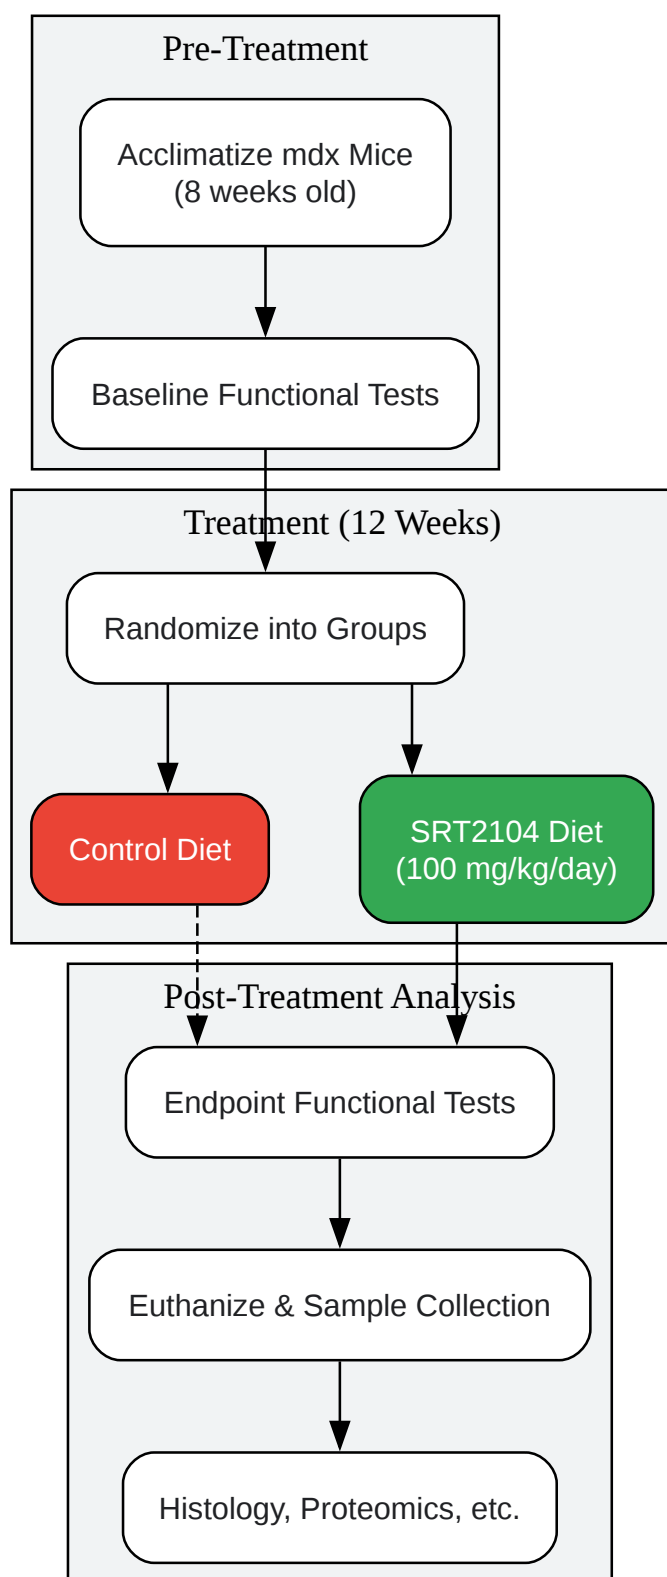 Pre-Treatment
Acclimatize mdx Mice
(8 weeks old)
Baseline Functional Tests
Treatment (12 Weeks)
Randomize into Groups
Control Diet
SRT2104 Diet
(100 mg/kg/day)
Post-Treatment Analysis
Endpoint Functional Tests
Euthanize & Sample Collection
Histology, Proteomics, etc.